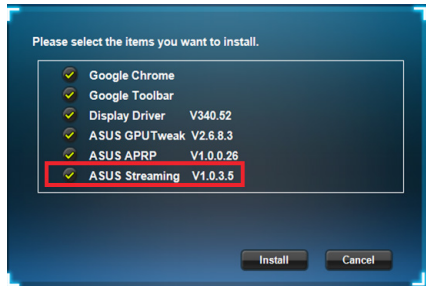 Please select the items you want to install.
Google Chrome
Google Toolbar
Display Driver V340.52
ASUS GPUTweak V2.6.8.3
ASUS APRP V1.0.0.26
ASUS Streaming V1.0.3.5
Install Cancel